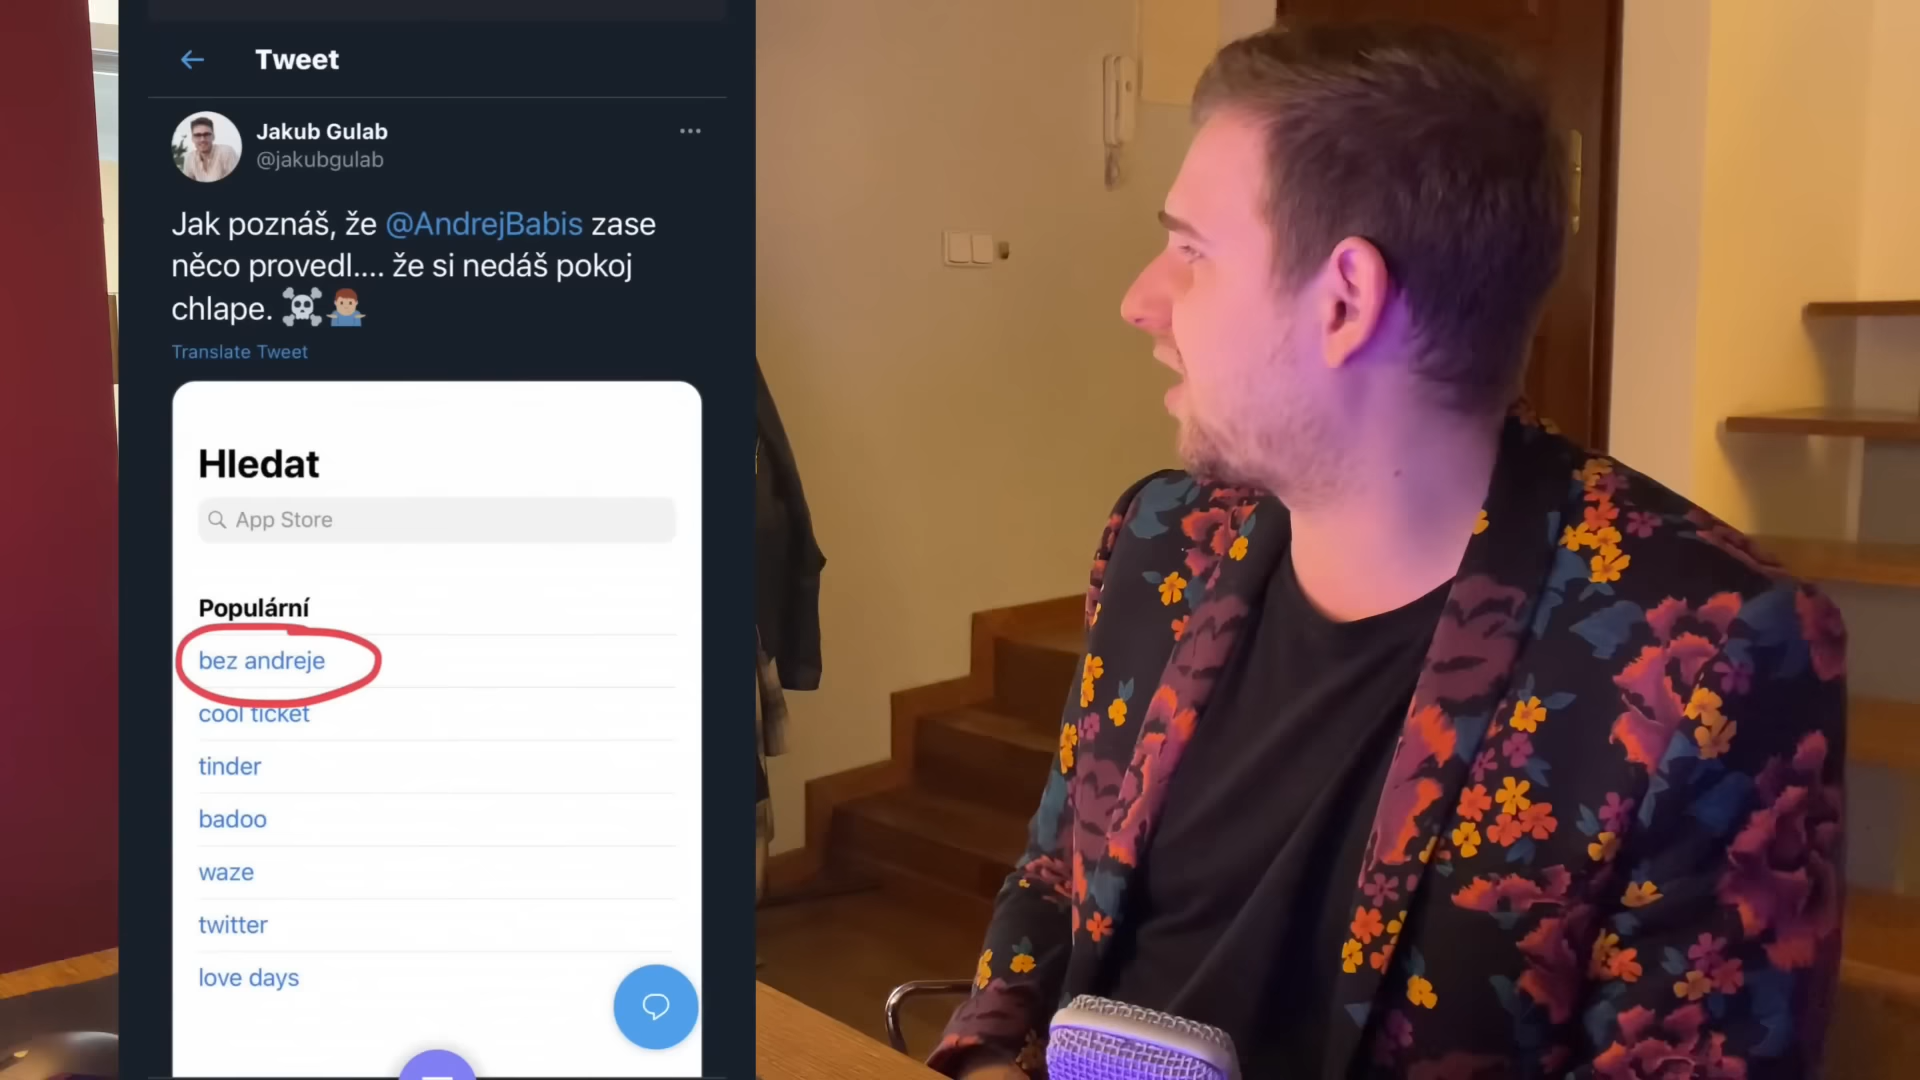 Tweet
Jakub Gulab
@jakubgulab
Jak poznáš, že @AndrejBabis zase
něco provedl.... že si nedáš pokoj
chlape. ☠️🤷🏼‍♂️
Translate Tweet
Hledat
App Store
Populární
bez andreje
cool ticket
tinder
badoo
waze
twitter
love days